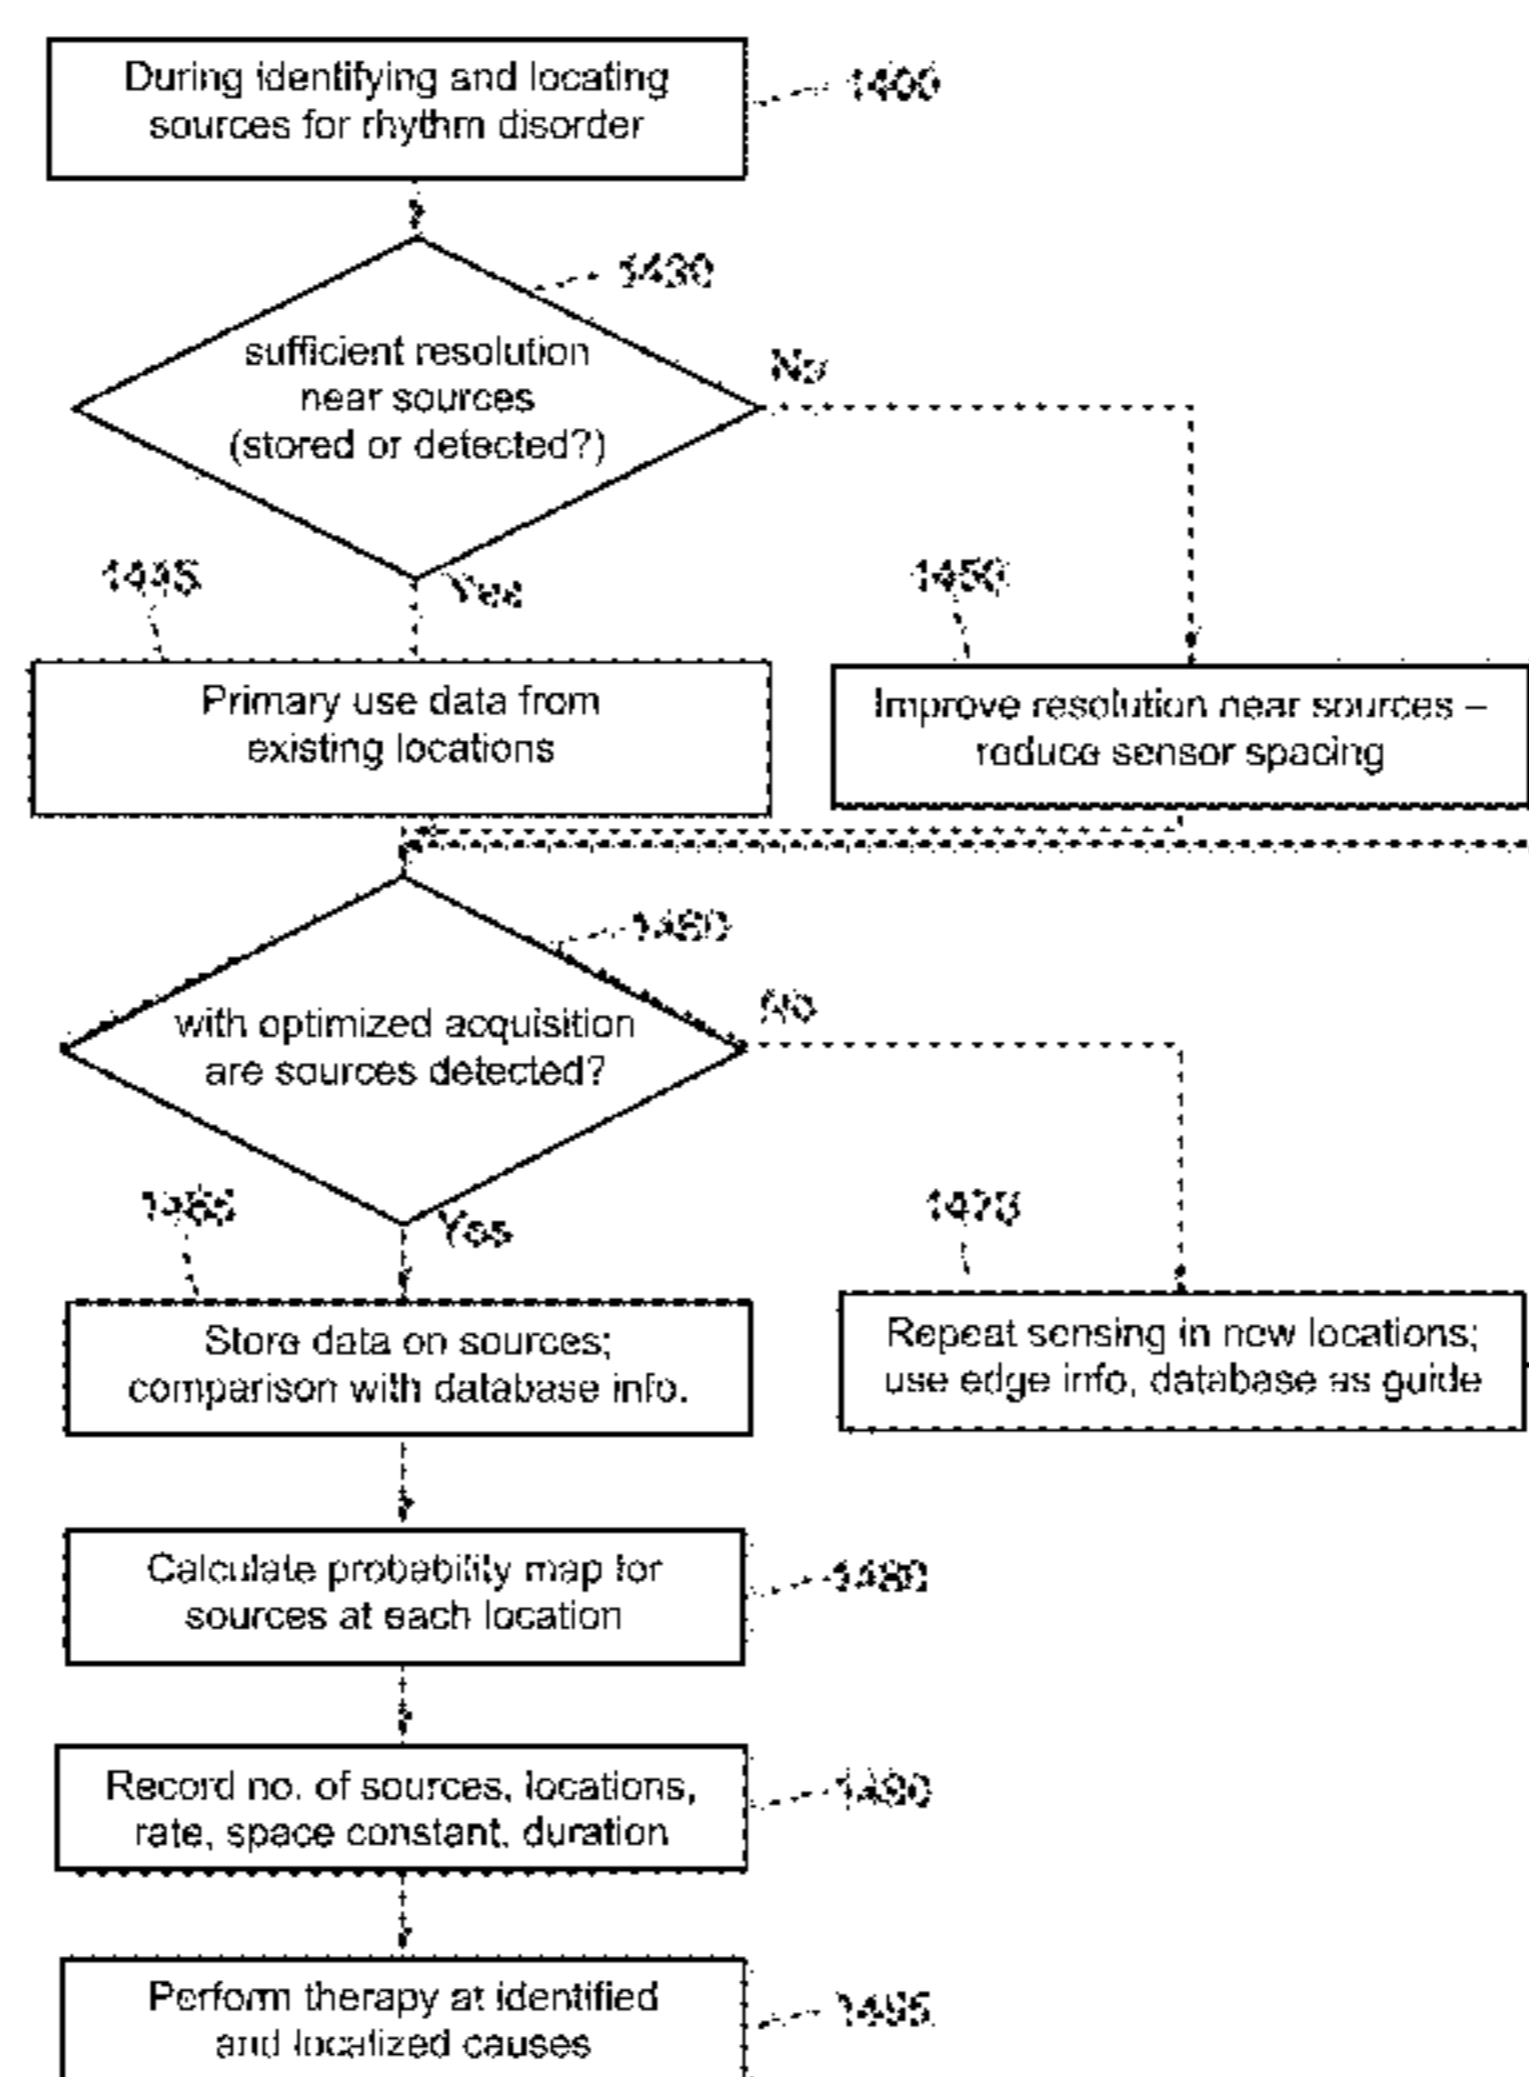 During identifying and locating
sources for rhythm disorder
1400
1430
sufficient resolution
near sources
(stored or detected?)
No
Yes
1445
1450
Primary use data from
existing locations
Improve resolution near sources –
reduce sensor spacing
1460
with optimized acquisition
are sources detected?
No
Yes
1470
Store data on sources;
comparison with database info.
Repeat sensing in new locations;
use edge info, database as guide
Calculate probability map for
sources at each location
1480
Record no. of sources, locations,
rate, space constant, duration
1490
Perform therapy at identified
and localized causes
1495